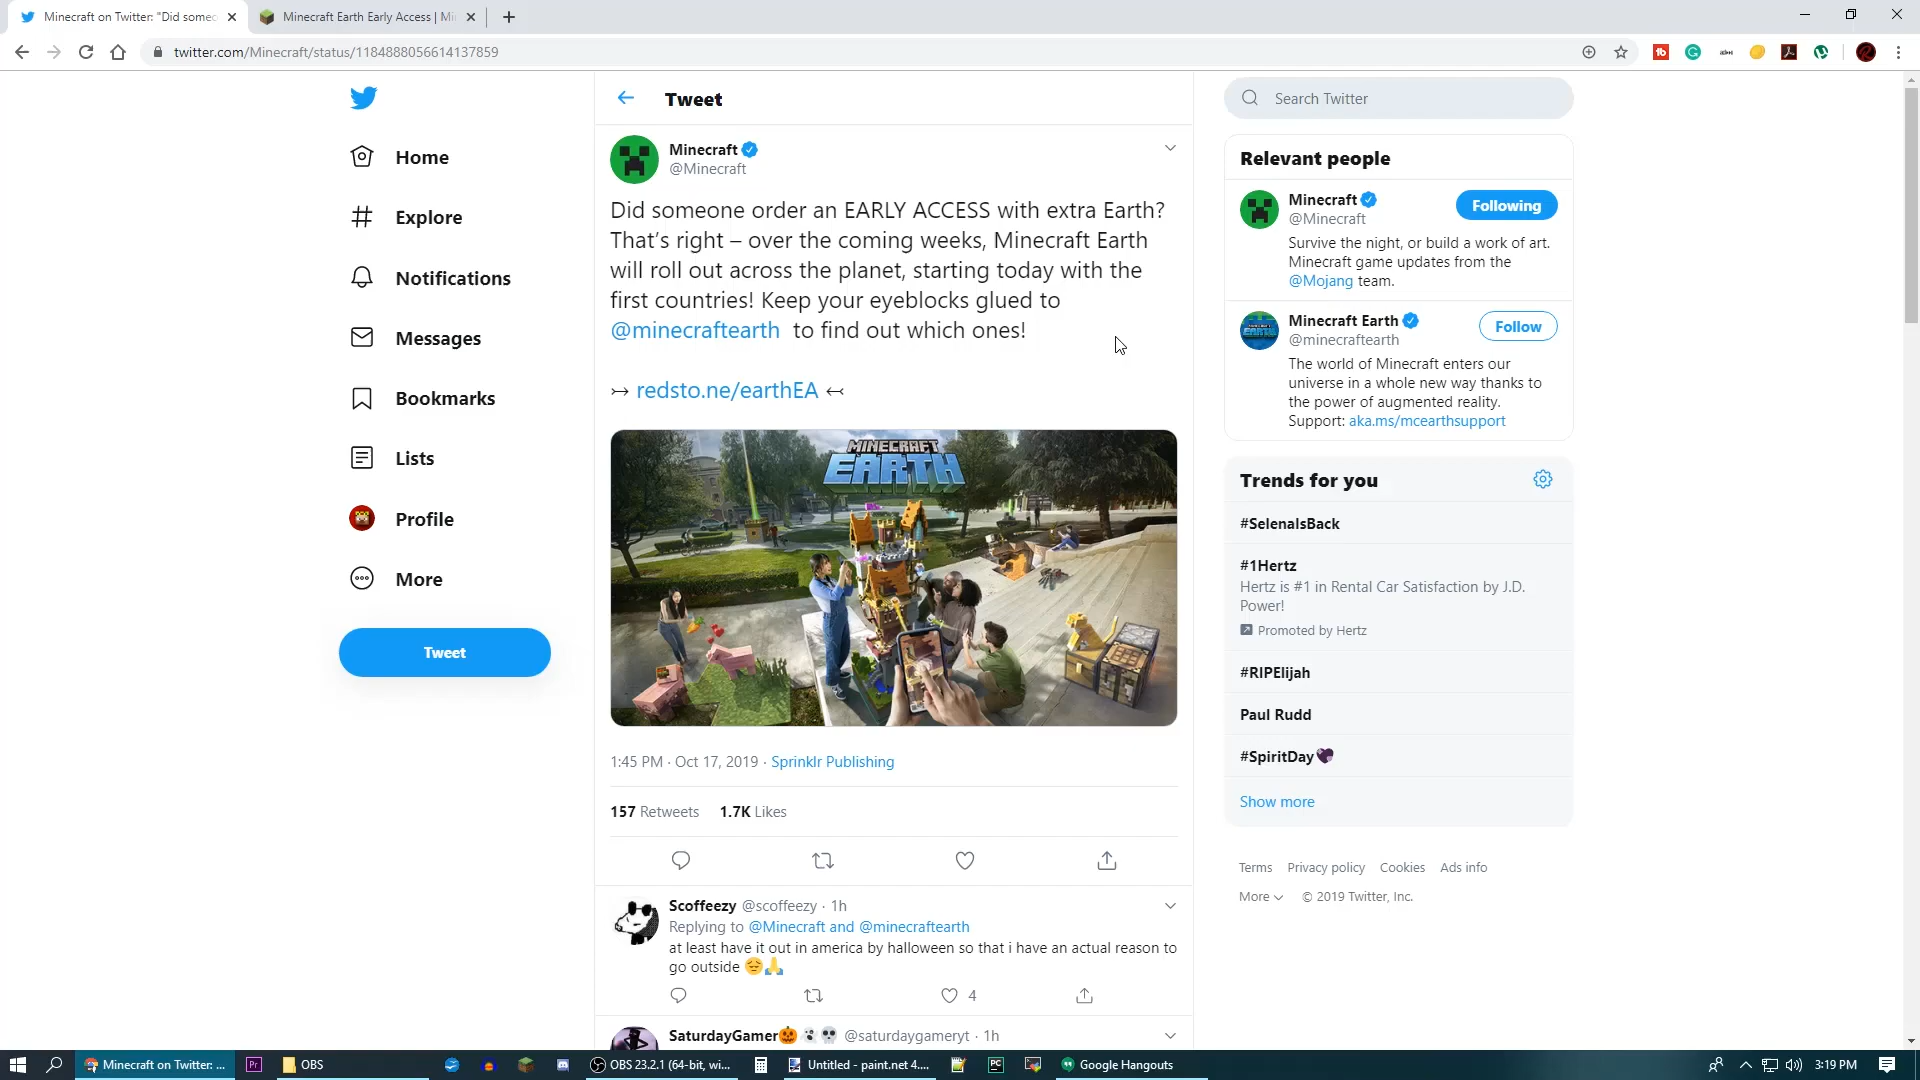 Minecraft on Twitter: "Did someo
Minecraft Earth Early Access | Mi
twitter.com/Minecraft/status/1184888056614137859
Home
Explore
Notifications
Messages
Bookmarks
Lists
Profile
More
Tweet
Tweet
Minecraft
@Minecraft
Did someone order an EARLY ACCESS with extra Earth?
That's right – over the coming weeks, Minecraft Earth
will roll out across the planet, starting today with the
first countries! Keep your eyeblocks glued to
@minecraftearth to find out which ones!
↣ redsto.ne/earthEA ↢
MINECRAFT
EARTH
1:45 PM · Oct 17, 2019 · Sprinklr Publishing
157 Retweets 1.7K Likes
Scoffeezy @scoffeezy · 1h
Replying to @Minecraft and @minecraftearth
at least have it out in america by halloween so that i have an actual reason to
go outside 😔🙏
4
SaturdayGamer🎃👻💀 @saturdaygameryt · 1h
Search Twitter
Relevant people
Minecraft
@Minecraft
Following
Survive the night, or build a work of art.
Minecraft game updates from the
@Mojang team.
Minecraft Earth
@minecraftearth
Follow
The world of Minecraft enters our
universe in a whole new way thanks to
the power of augmented reality.
Support: aka.ms/mcearthsupport
Trends for you
#SelenaIsBack
#1Hertz
Hertz is #1 in Rental Car Satisfaction by J.D.
Power!
Promoted by Hertz
#RIPElijah
Paul Rudd
#SpiritDay💜
Show more
Terms Privacy policy Cookies Ads info
More © 2019 Twitter, Inc.
Minecraft on Twitter: ...
Pr
OBS
OBS 23.2.1 (64-bit, wi...
Untitled - paint.net 4....
PC
Google Hangouts
3:19 PM